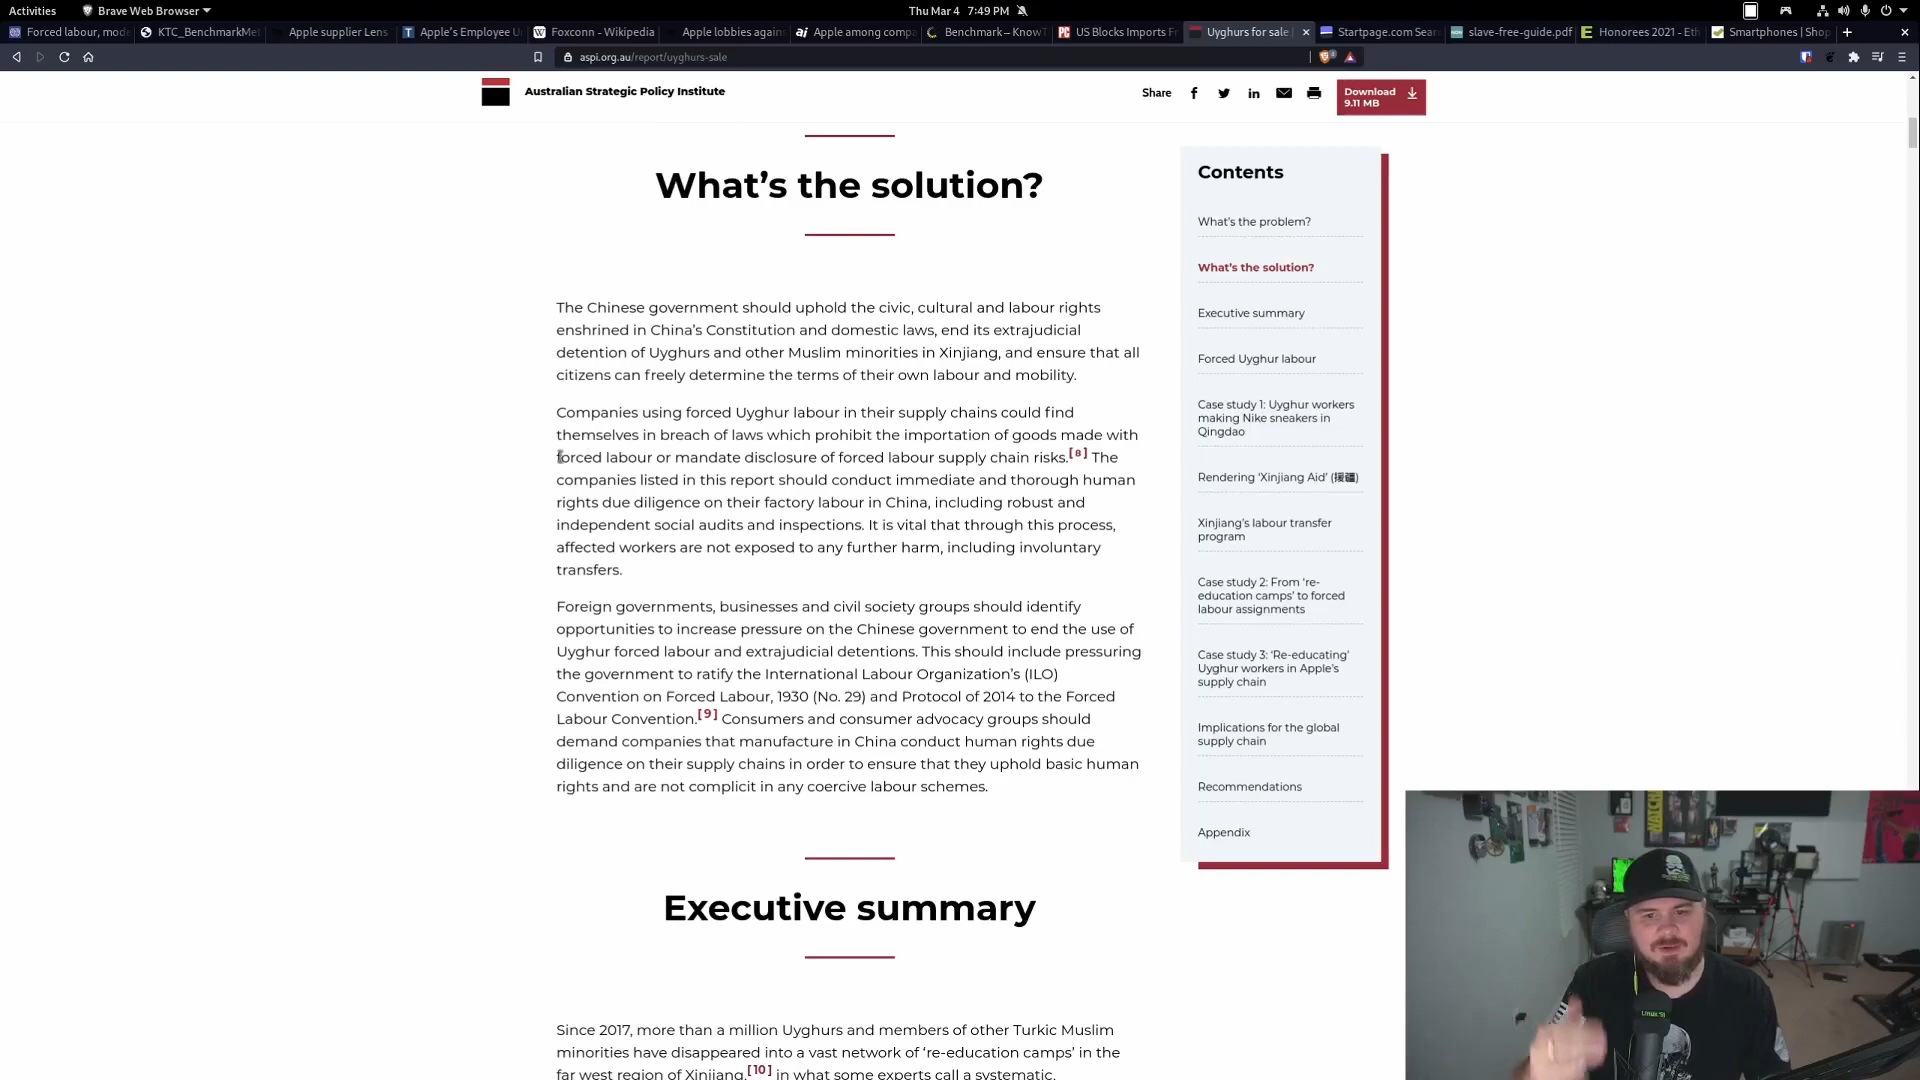 Activities
Brave Web Browser
Thu Mar 4 7:49 PM
Forced labour, mode
KTC_BenchmarkMet
Apple supplier Lens
Apple's Employee U
Foxconn - Wikipedia
Apple lobbies agains
Apple among compa
Benchmark – KnowT
US Blocks Imports Fr
Uyghurs for sale
Startpage.com Sear
slave-free-guide.pdf
Honorees 2021 - Eth
Smartphones | Shop
aspi.org.au/report/uyghurs-sale
Australian Strategic Policy Institute
Share
Download
9.11 MB
What's the solution?
The Chinese government should uphold the civic, cultural and labour rights
enshrined in China's Constitution and domestic laws, end its extrajudicial
detention of Uyghurs and other Muslim minorities in Xinjiang, and ensure that all
citizens can freely determine the terms of their own labour and mobility.
Companies using forced Uyghur labour in their supply chains could find
themselves in breach of laws which prohibit the importation of goods made with
forced labour or mandate disclosure of forced labour supply chain risks.[8] The
companies listed in this report should conduct immediate and thorough human
rights due diligence on their factory labour in China, including robust and
independent social audits and inspections. It is vital that through this process,
affected workers are not exposed to any further harm, including involuntary
transfers.
Foreign governments, businesses and civil society groups should identify
opportunities to increase pressure on the Chinese government to end the use of
Uyghur forced labour and extrajudicial detentions. This should include pressuring
the government to ratify the International Labour Organization's (ILO)
Convention on Forced Labour, 1930 (No. 29) and Protocol of 2014 to the Forced
Labour Convention.[9] Consumers and consumer advocacy groups should
demand companies that manufacture in China conduct human rights due
diligence on their supply chains in order to ensure that they uphold basic human
rights and are not complicit in any coercive labour schemes.
Executive summary
Since 2017, more than a million Uyghurs and members of other Turkic Muslim
minorities have disappeared into a vast network of 're-education camps' in the
far west region of Xinjiang,[10] in what some experts call a systematic,
Contents
What's the problem?
What's the solution?
Executive summary
Forced Uyghur labour
Case study 1: Uyghur workers
making Nike sneakers in
Qingdao
Rendering 'Xinjiang Aid' (援疆)
Xinjiang's labour transfer
program
Case study 2: From 're-
education camps' to forced
labour assignments
Case study 3: 'Re-educating'
Uyghur workers in Apple's
supply chain
Implications for the global
supply chain
Recommendations
Appendix